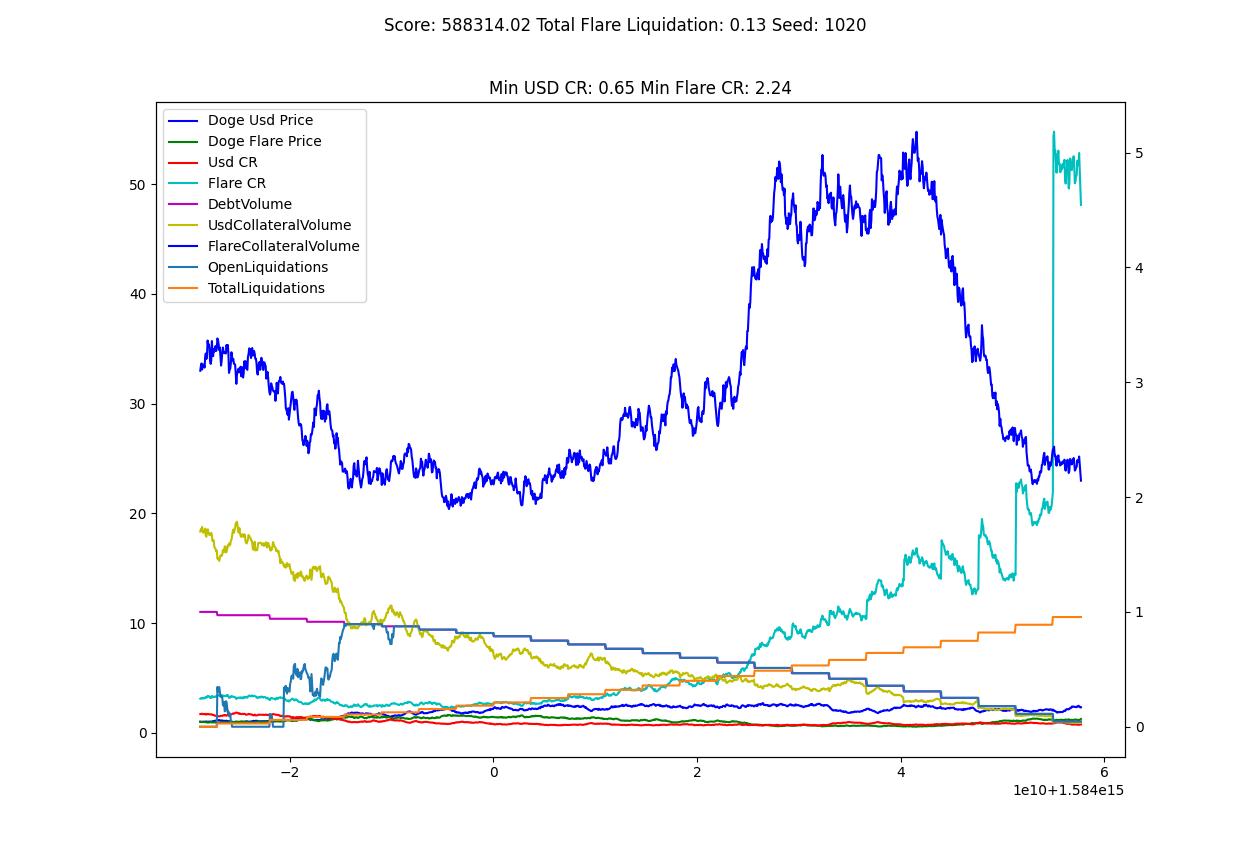 Score: 588314.02 Total Flare Liquidation: 0.13 Seed: 1020
Min USD CR: 0.65 Min Flare CR: 2.24
Doge Usd Price
Doge Flare Price
Usd CR
Flare CR
DebtVolume
UsdCollateralVolume
FlareCollateralVolume
OpenLiquidations
TotalLiquidations
50
40
30
20
10
0
5
4
3
2
1
0
−2
0
2
4
6
1e10+1.584e15